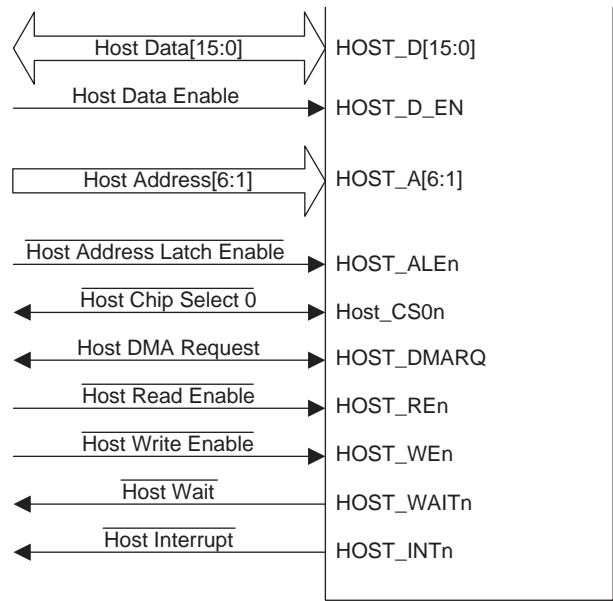 Host Data[15:0] HOST_D[15:0]
Host Data Enable HOST_D_EN
Host Address[6:1] HOST_A[6:1]
Host Address Latch Enable HOST_ALEn
Host Chip Select 0 Host_CS0n
Host DMA Request HOST_DMARQ
Host Read Enable HOST_REn
Host Write Enable HOST_WEn
Host Wait HOST_WAITn
Host Interrupt HOST_INTn